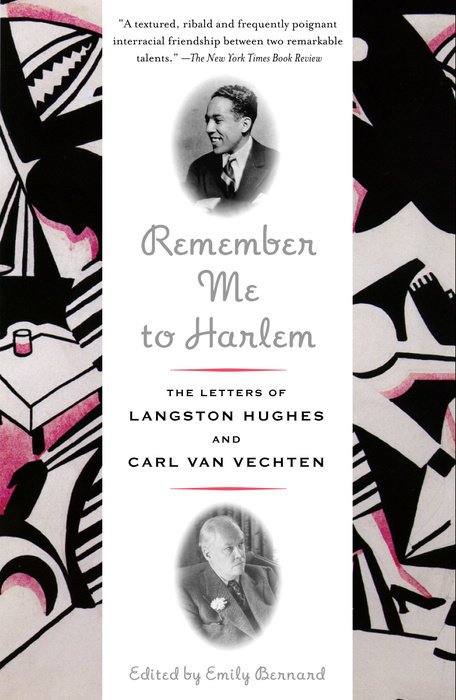 "A textured, ribald and frequently poignant
interracial friendship between two remarkable
talents." —The New York Times Book Review
Remember
Me
to Harlem
THE LETTERS OF
LANGSTON HUGHES
AND
CARL VAN VECHTEN
Edited by Emily Bernard